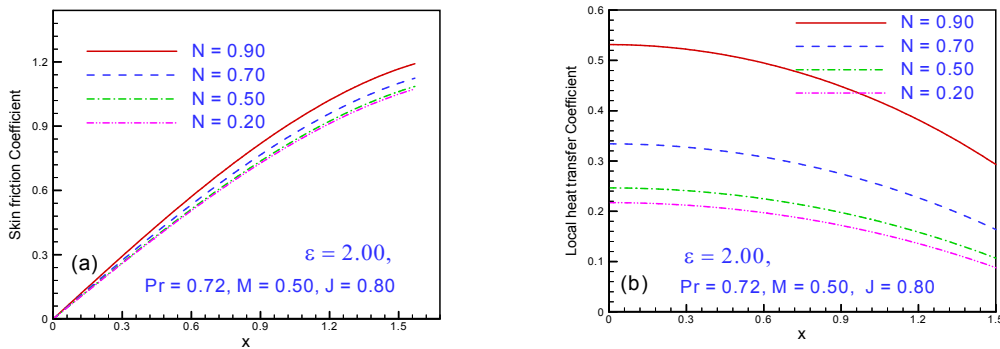 N = 0.90
N = 0.70
N = 0.50
N = 0.20
1.2
0.9
0.6
0.3
0
0
0.3
0.6
0.9
1.2
1.5
Skin friction Coefficient
x
(a)
ε = 2.00,
Pr = 0.72, M = 0.50, J = 0.80
N = 0.90
N = 0.70
N = 0.50
N = 0.20
0.6
0.5
0.4
0.3
0.2
0.1
0
0
0.3
0.6
0.9
1.2
1.5
Local heat transfer Coefficient
x
(b)
ε = 2.00,
Pr = 0.72, M = 0.50, J = 0.80